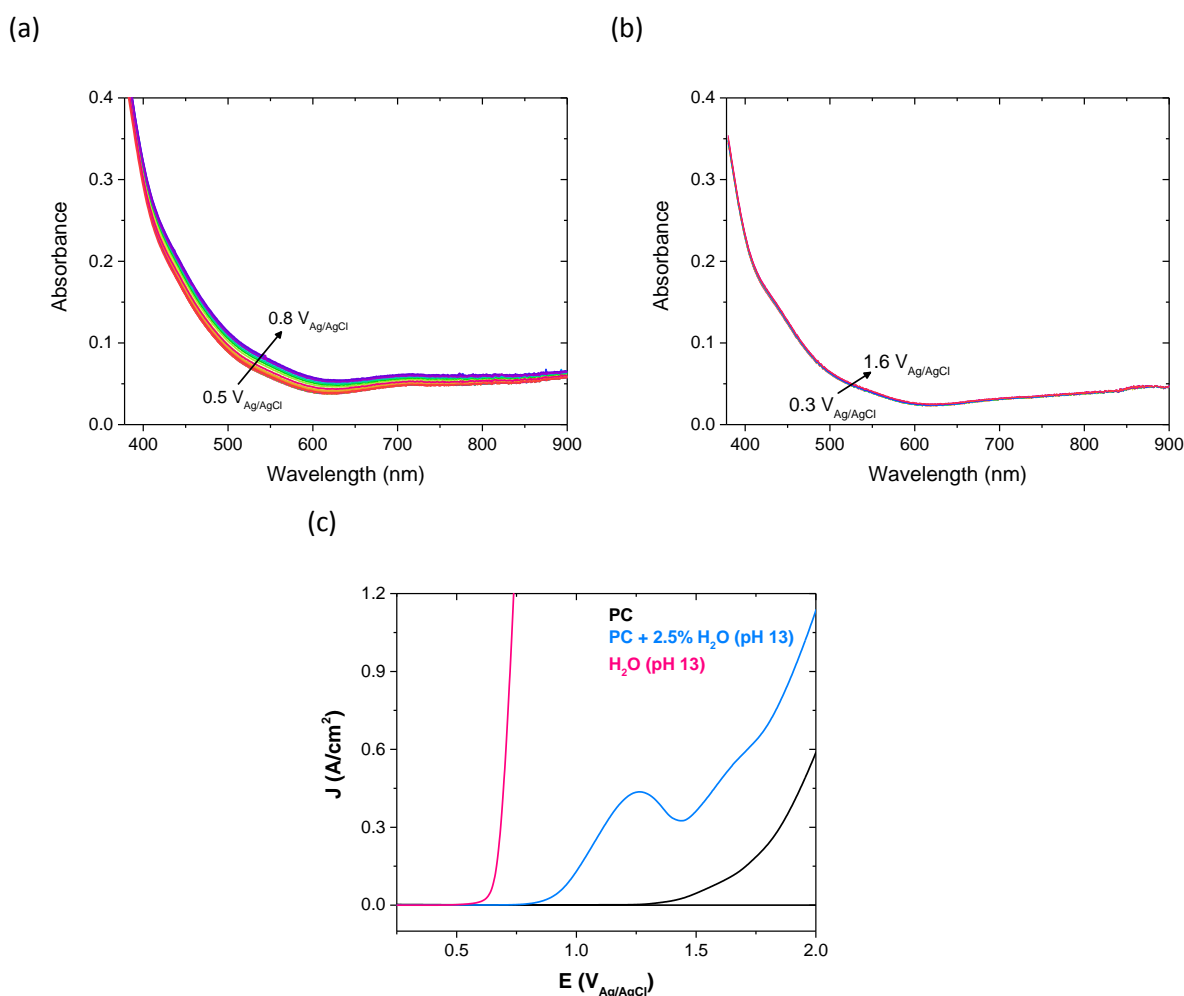 (a)
(b)
0.4
0.3
0.2
0.1
0.0
Absorbance
0.8 V_Ag/AgCl
0.5 V_Ag/AgCl
400 500 600 700 800 900
Wavelength (nm)
0.4
0.3
0.2
0.1
0.0
Absorbance
1.6 V_Ag/AgCl
0.3 V_Ag/AgCl
400 500 600 700 800 900
Wavelength (nm)
(c)
1.2
0.9
0.6
0.3
0.0
J (A/cm²)
PC
PC + 2.5% H₂O (pH 13)
H₂O (pH 13)
0.5 1.0 1.5 2.0
E (V_Ag/AgCl)